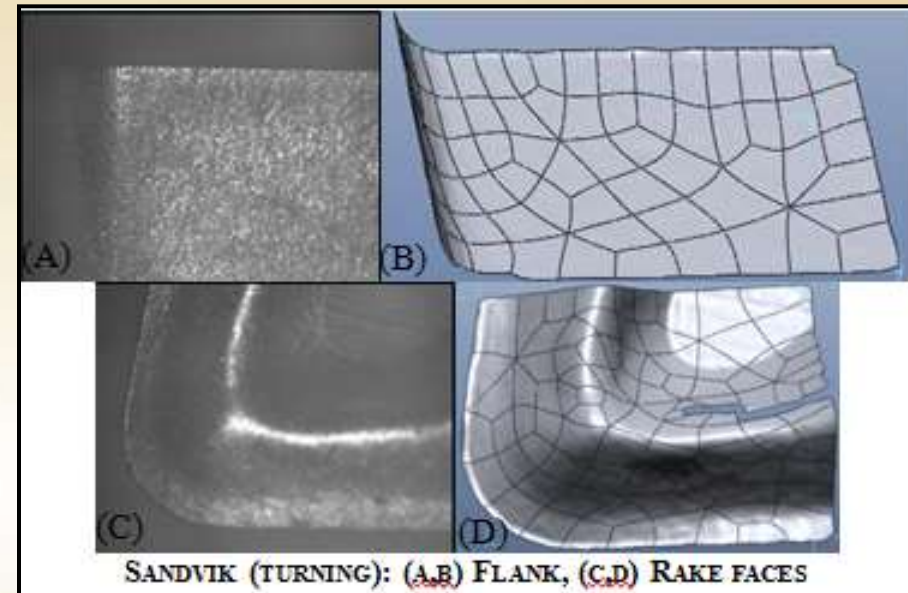 (A)
(B)
(C)
(D)
SANDVIK (TURNING): (A,B) FLANK, (C,D) RAKE FACES